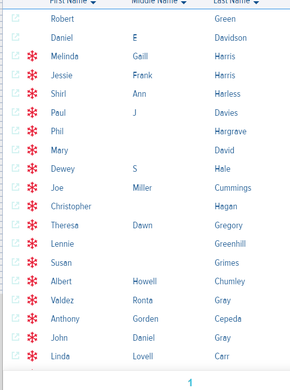 First Name Middle Name Last Name
Robert Green
Daniel E Davidson
Melinda Gaill Harris
Jessie Frank Harris
Shirl Ann Harless
Paul J Davies
Phil Hargrave
Mary David
Dewey S Hale
Joe Miller Cummings
Christopher Hagan
Theresa Dawn Gregory
Lennie Greenhill
Susan Grimes
Albert Howell Chumley
Valdez Ronta Gray
Anthony Gorden Cepeda
John Daniel Gray
Linda Lovell Carr
1